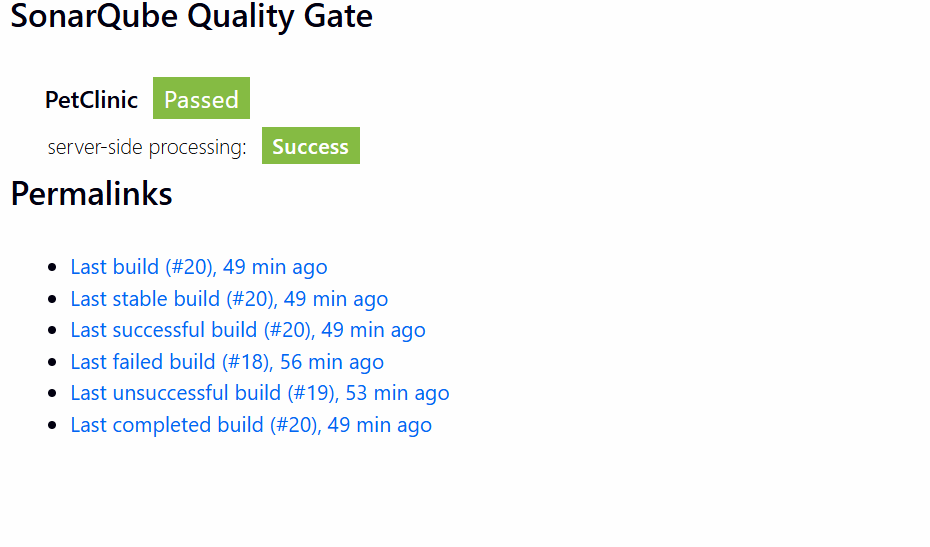 SonarQube Quality Gate
PetClinic Passed
server-side processing: Success
Permalinks
Last build (#20), 49 min ago
Last stable build (#20), 49 min ago
Last successful build (#20), 49 min ago
Last failed build (#18), 56 min ago
Last unsuccessful build (#19), 53 min ago
Last completed build (#20), 49 min ago